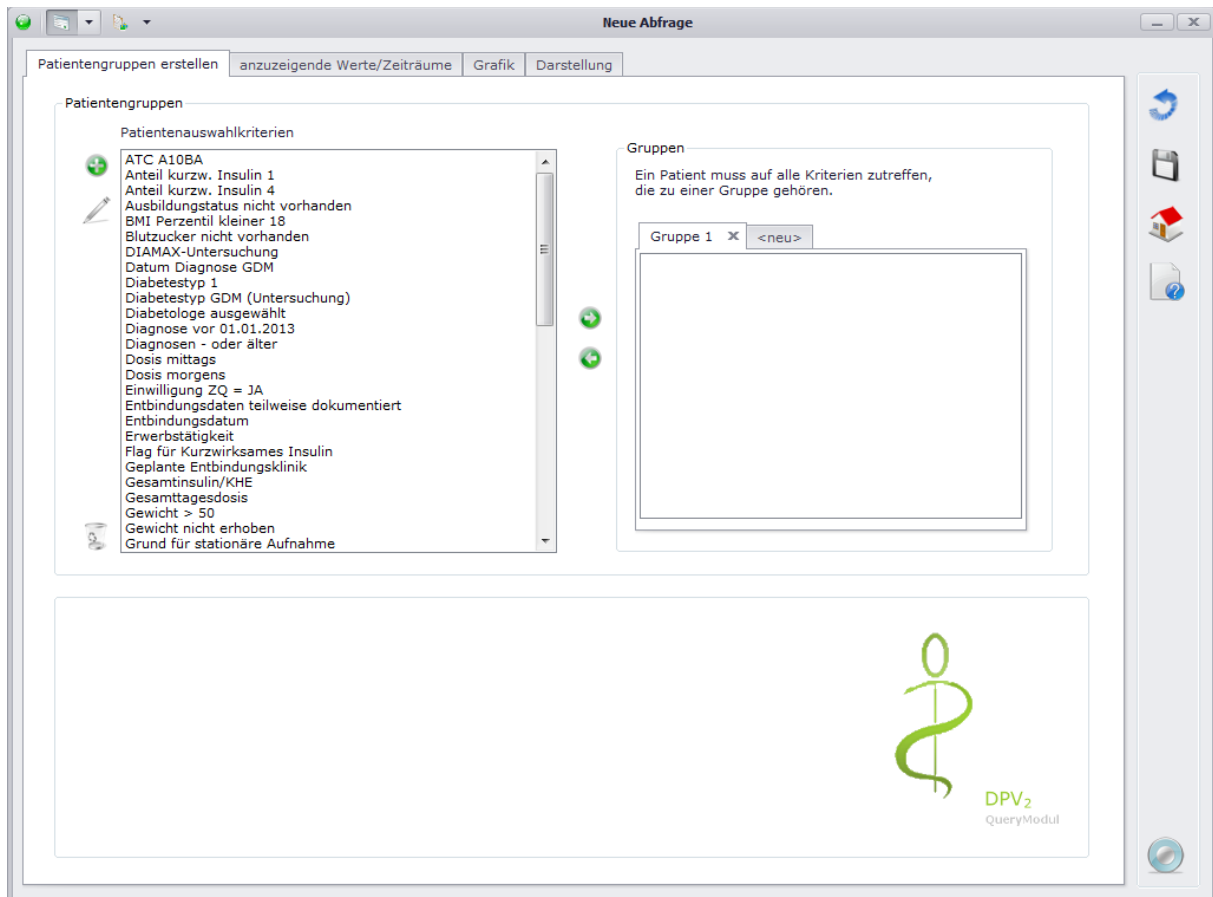 Neue Abfrage
Patientengruppen erstellen
anzuzeigende Werte/Zeiträume
Grafik
Darstellung
Patientengruppen
Patientenauswahlkriterien
ATC A10BA
Anteil kurzw. Insulin 1
Anteil kurzw. Insulin 4
Ausbildungstatus nicht vorhanden
BMI Perzentil kleiner 18
Blutzucker nicht vorhanden
DIAMAX-Untersuchung
Datum Diagnose GDM
Diabetestyp 1
Diabetestyp GDM (Untersuchung)
Diabetologe ausgewählt
Diagnose vor 01.01.2013
Diagnosen - oder älter
Dosis mittags
Dosis morgens
Einwilligung ZQ = JA
Entbindungsdaten teilweise dokumentiert
Entbindungsdatum
Erwerbstätigkeit
Flag für Kurzwirksames Insulin
Geplante Entbindungsklinik
Gesamtinsulin/KHE
Gesamttagesdosis
Gewicht > 50
Gewicht nicht erhoben
Grund für stationäre Aufnahme
Gruppen
Ein Patient muss auf alle Kriterien zutreffen,
die zu einer Gruppe gehören.
Gruppe 1
<neu>
DPV₂
QueryModul